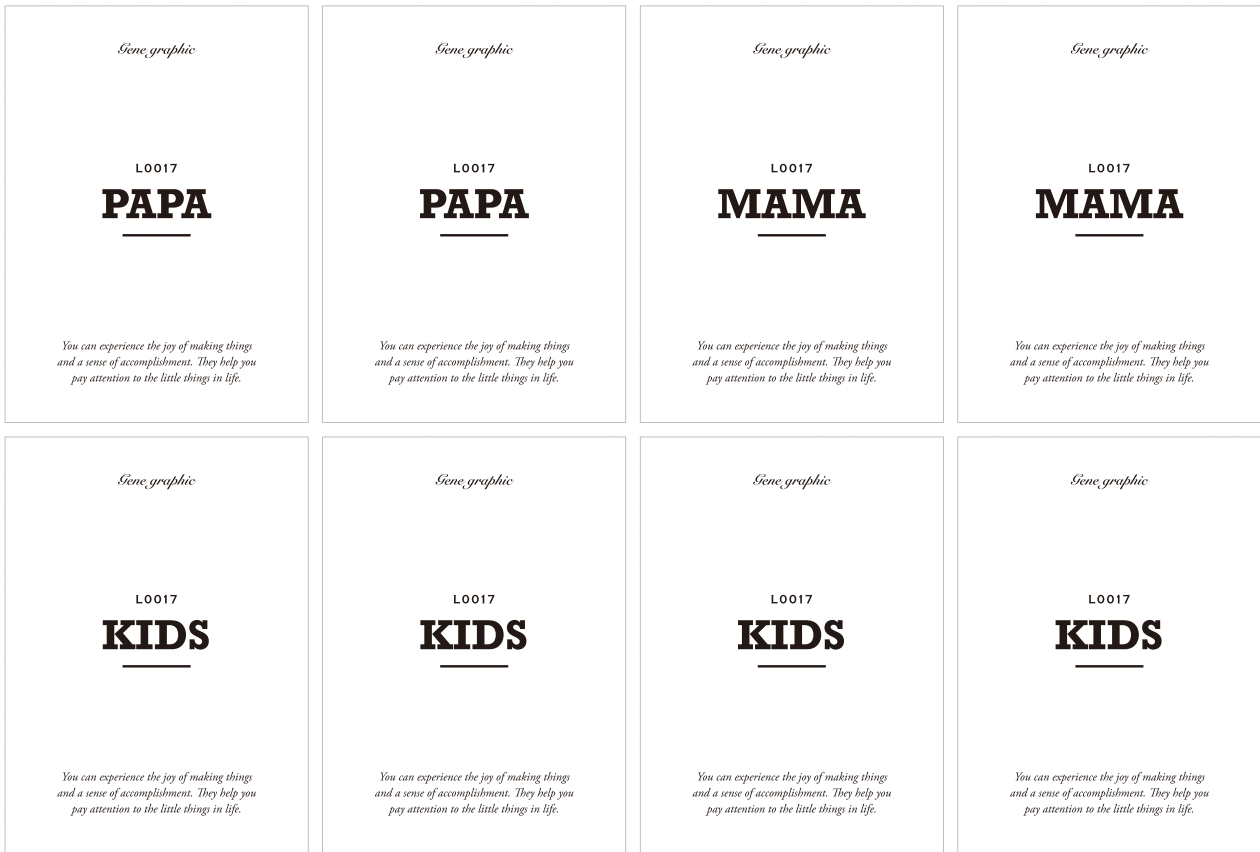 Gene graphic
L0017
PAPA
You can experience the joy of making things
and a sense of accomplishment. They help you
pay attention to the little things in life.
Gene graphic
L0017
PAPA
You can experience the joy of making things
and a sense of accomplishment. They help you
pay attention to the little things in life.
Gene graphic
L0017
MAMA
You can experience the joy of making things
and a sense of accomplishment. They help you
pay attention to the little things in life.
Gene graphic
L0017
MAMA
You can experience the joy of making things
and a sense of accomplishment. They help you
pay attention to the little things in life.
Gene graphic
L0017
KIDS
You can experience the joy of making things
and a sense of accomplishment. They help you
pay attention to the little things in life.
Gene graphic
L0017
KIDS
You can experience the joy of making things
and a sense of accomplishment. They help you
pay attention to the little things in life.
Gene graphic
L0017
KIDS
You can experience the joy of making things
and a sense of accomplishment. They help you
pay attention to the little things in life.
Gene graphic
L0017
KIDS
You can experience the joy of making things
and a sense of accomplishment. They help you
pay attention to the little things in life.